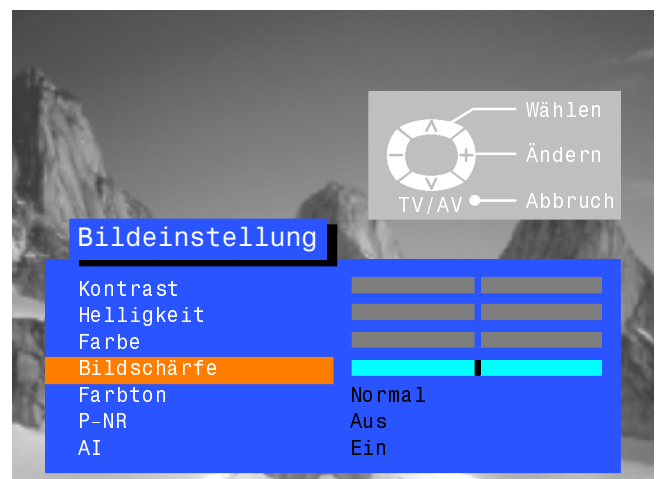 Wählen
Ändern
TV/AV Abbruch
Bildeinstellung
Kontrast
Helligkeit
Farbe
Bildschärfe
Farbton Normal
P-NR Aus
AI Ein